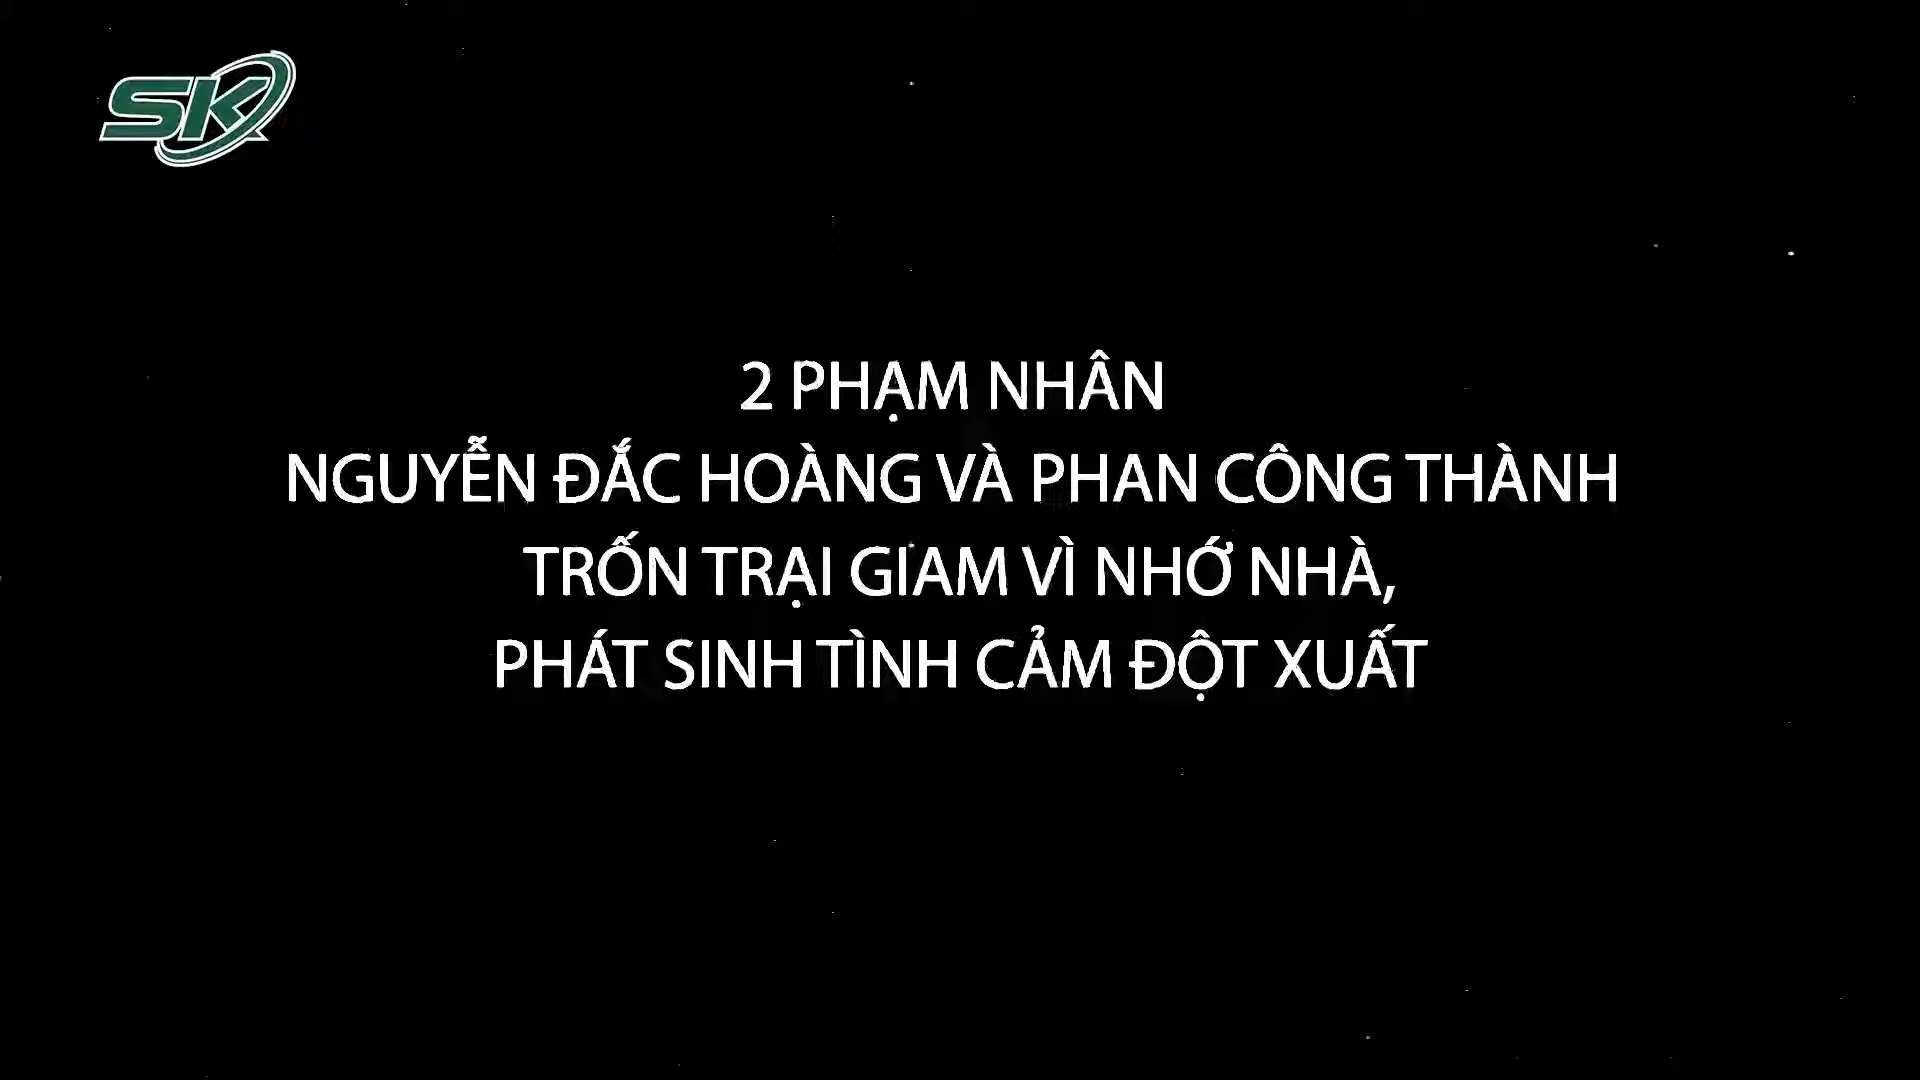 SK
2 PHẠM NHÂN
NGUYỄN ĐẮC HOÀNG VÀ PHAN CÔNG THÀNH
TRỐN TRẠI GIAM VÌ NHỚ NHÀ,
PHÁT SINH TÌNH CẢM ĐỘT XUẤT